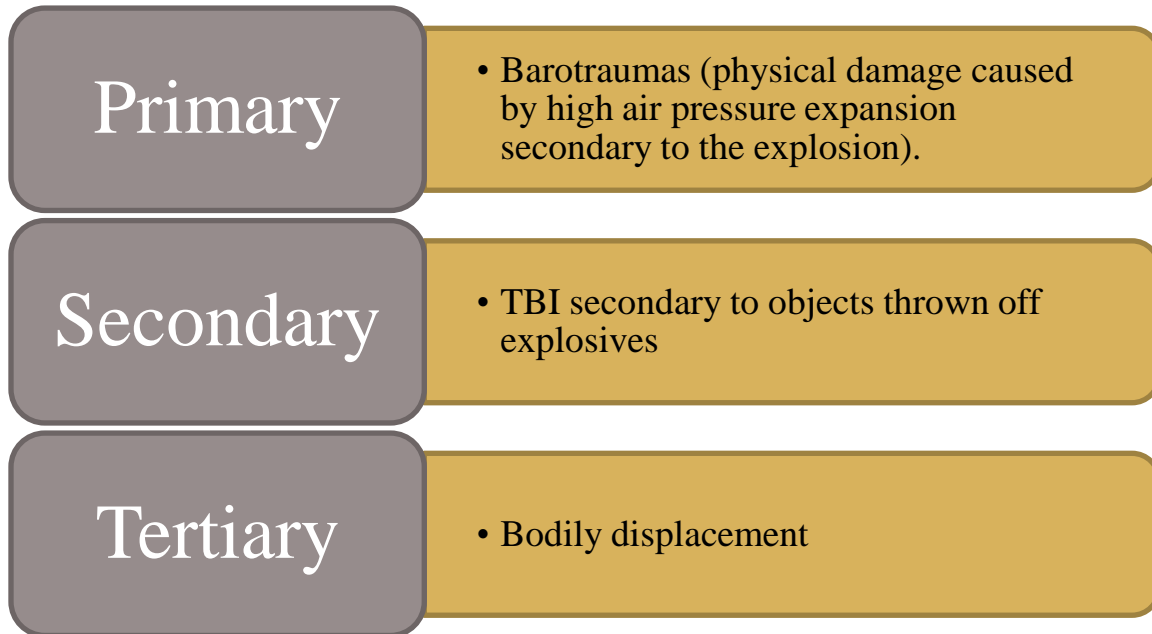 Primary
• Barotraumas (physical damage caused
by high air pressure expansion
secondary to the explosion).
Secondary
• TBI secondary to objects thrown off
explosives
Tertiary
• Bodily displacement